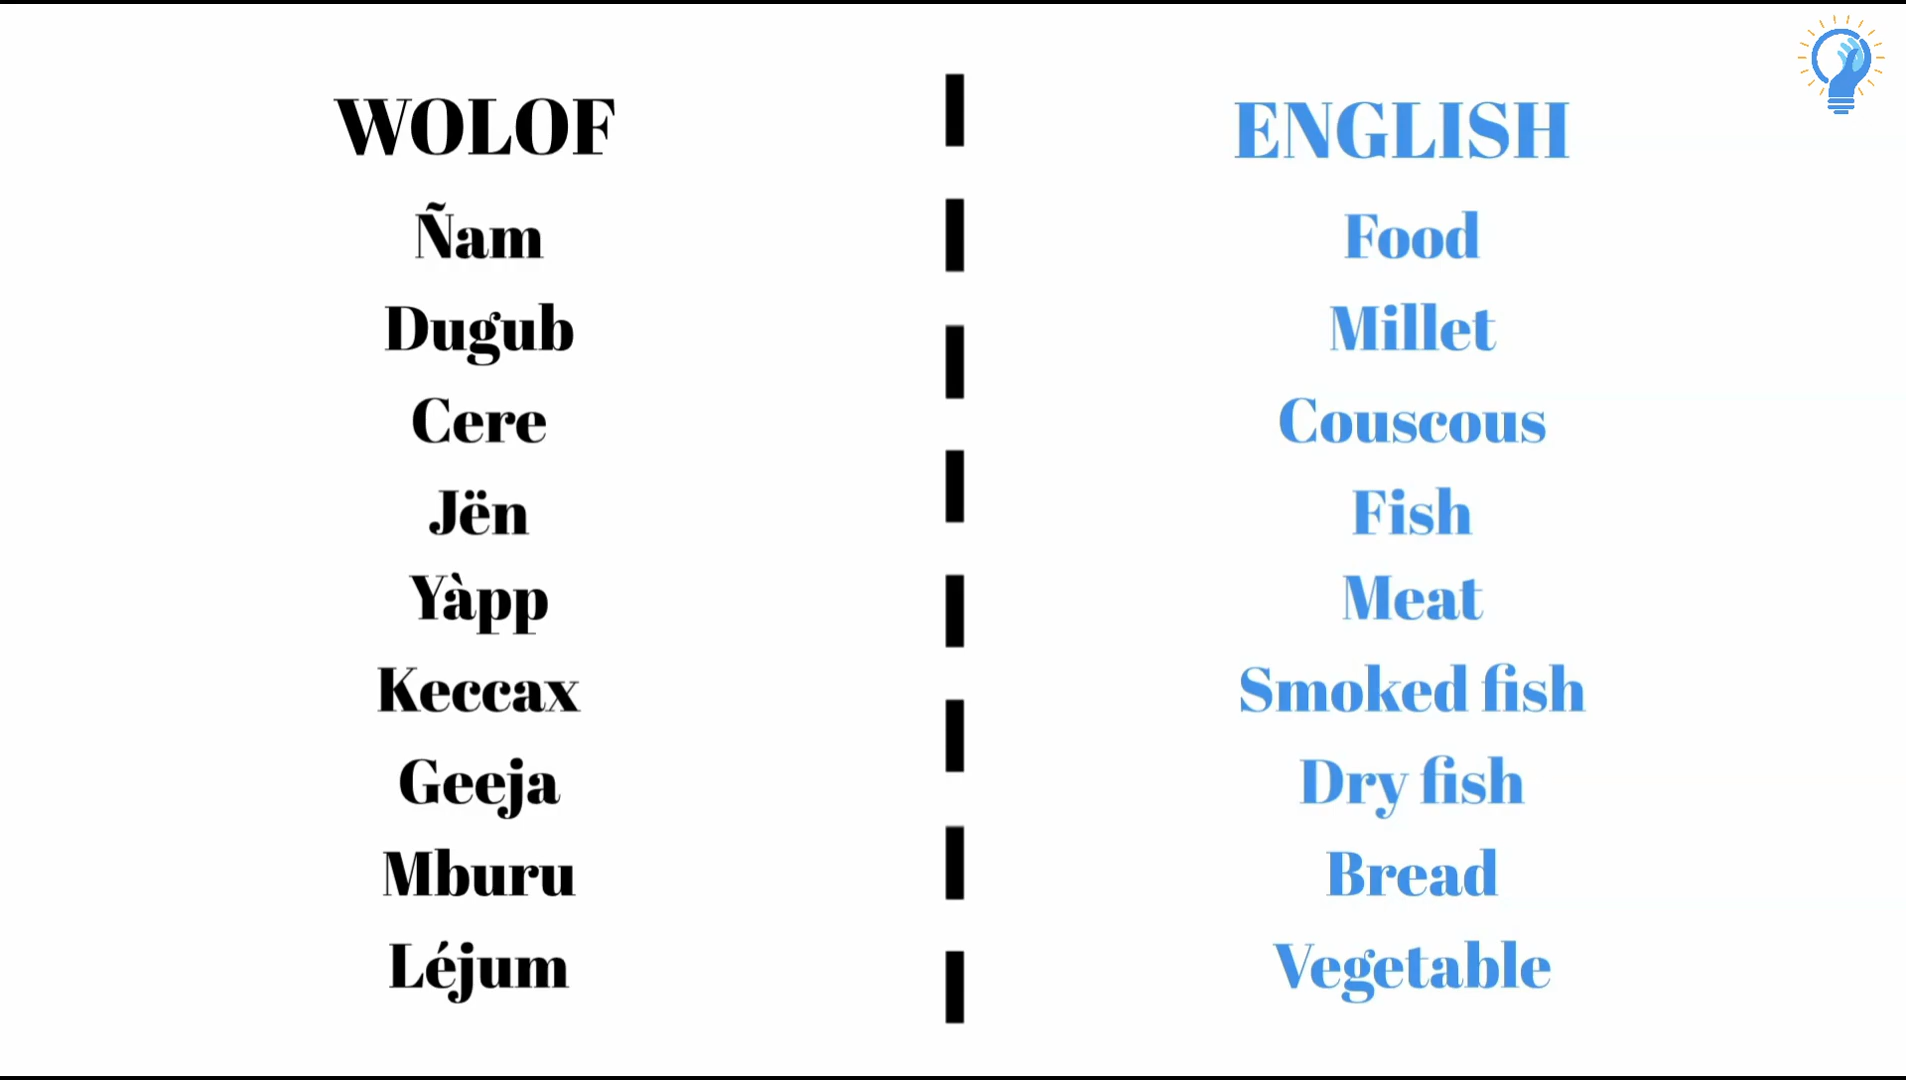 WOLOF ENGLISH
Ñam Food
Dugub Millet
Cere Couscous
Jën Fish
Yàpp Meat
Keccax Smoked fish
Geeja Dry fish
Mburu Bread
Léjum Vegetable